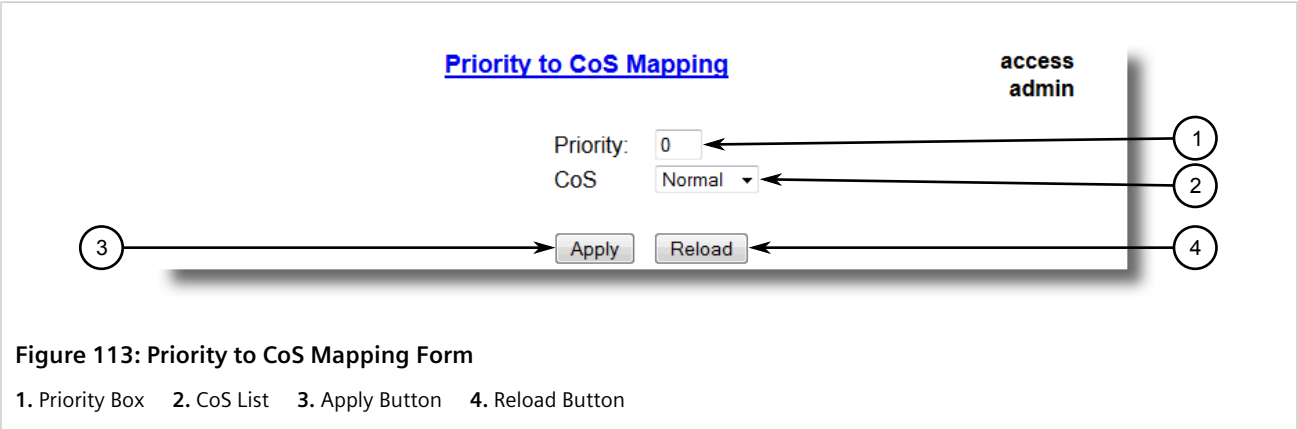 Priority to CoS Mapping
access
admin
Priority: 0
CoS Normal
1
2
3
Apply Reload
4
Figure 113: Priority to CoS Mapping Form
1. Priority Box 2. CoS List 3. Apply Button 4. Reload Button